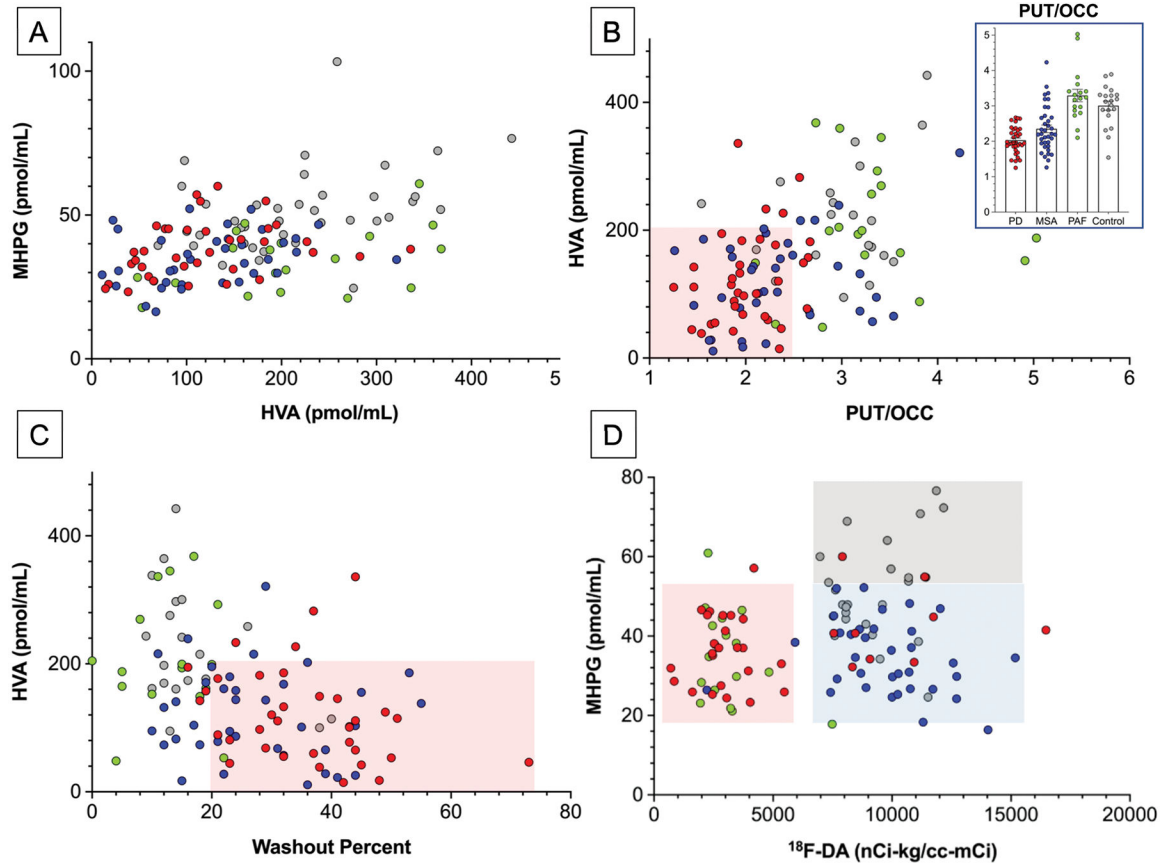 A
MHPG (pmol/mL)
100
50
0
0 100 200 300 400 5
HVA (pmol/mL)
B
HVA (pmol/mL)
400
200
0
1 2 3 4 5 6
PUT/OCC
PUT/OCC
5
4
3
2
1
0
PD MSA PAF Control
C
HVA (pmol/mL)
400
200
0
0 20 40 60 80
Washout Percent
D
MHPG (pmol/mL)
80
60
40
20
0
0 5000 10000 15000 20000
¹⁸F-DA (nCi-kg/cc-mCi)